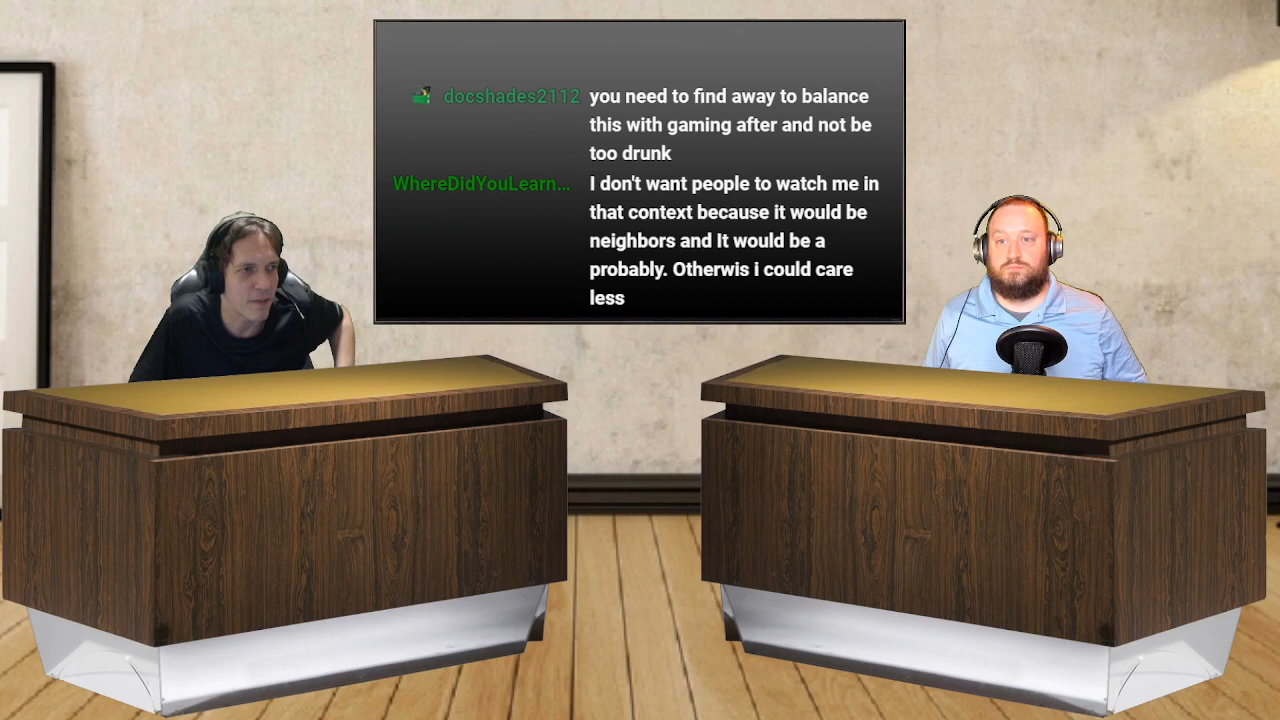 docshades2112 you need to find away to balance
this with gaming after and not be
too drunk
WhereDidYouLearn... I don't want people to watch me in
that context because it would be
neighbors and It would be a
probably. Otherwis i could care
less